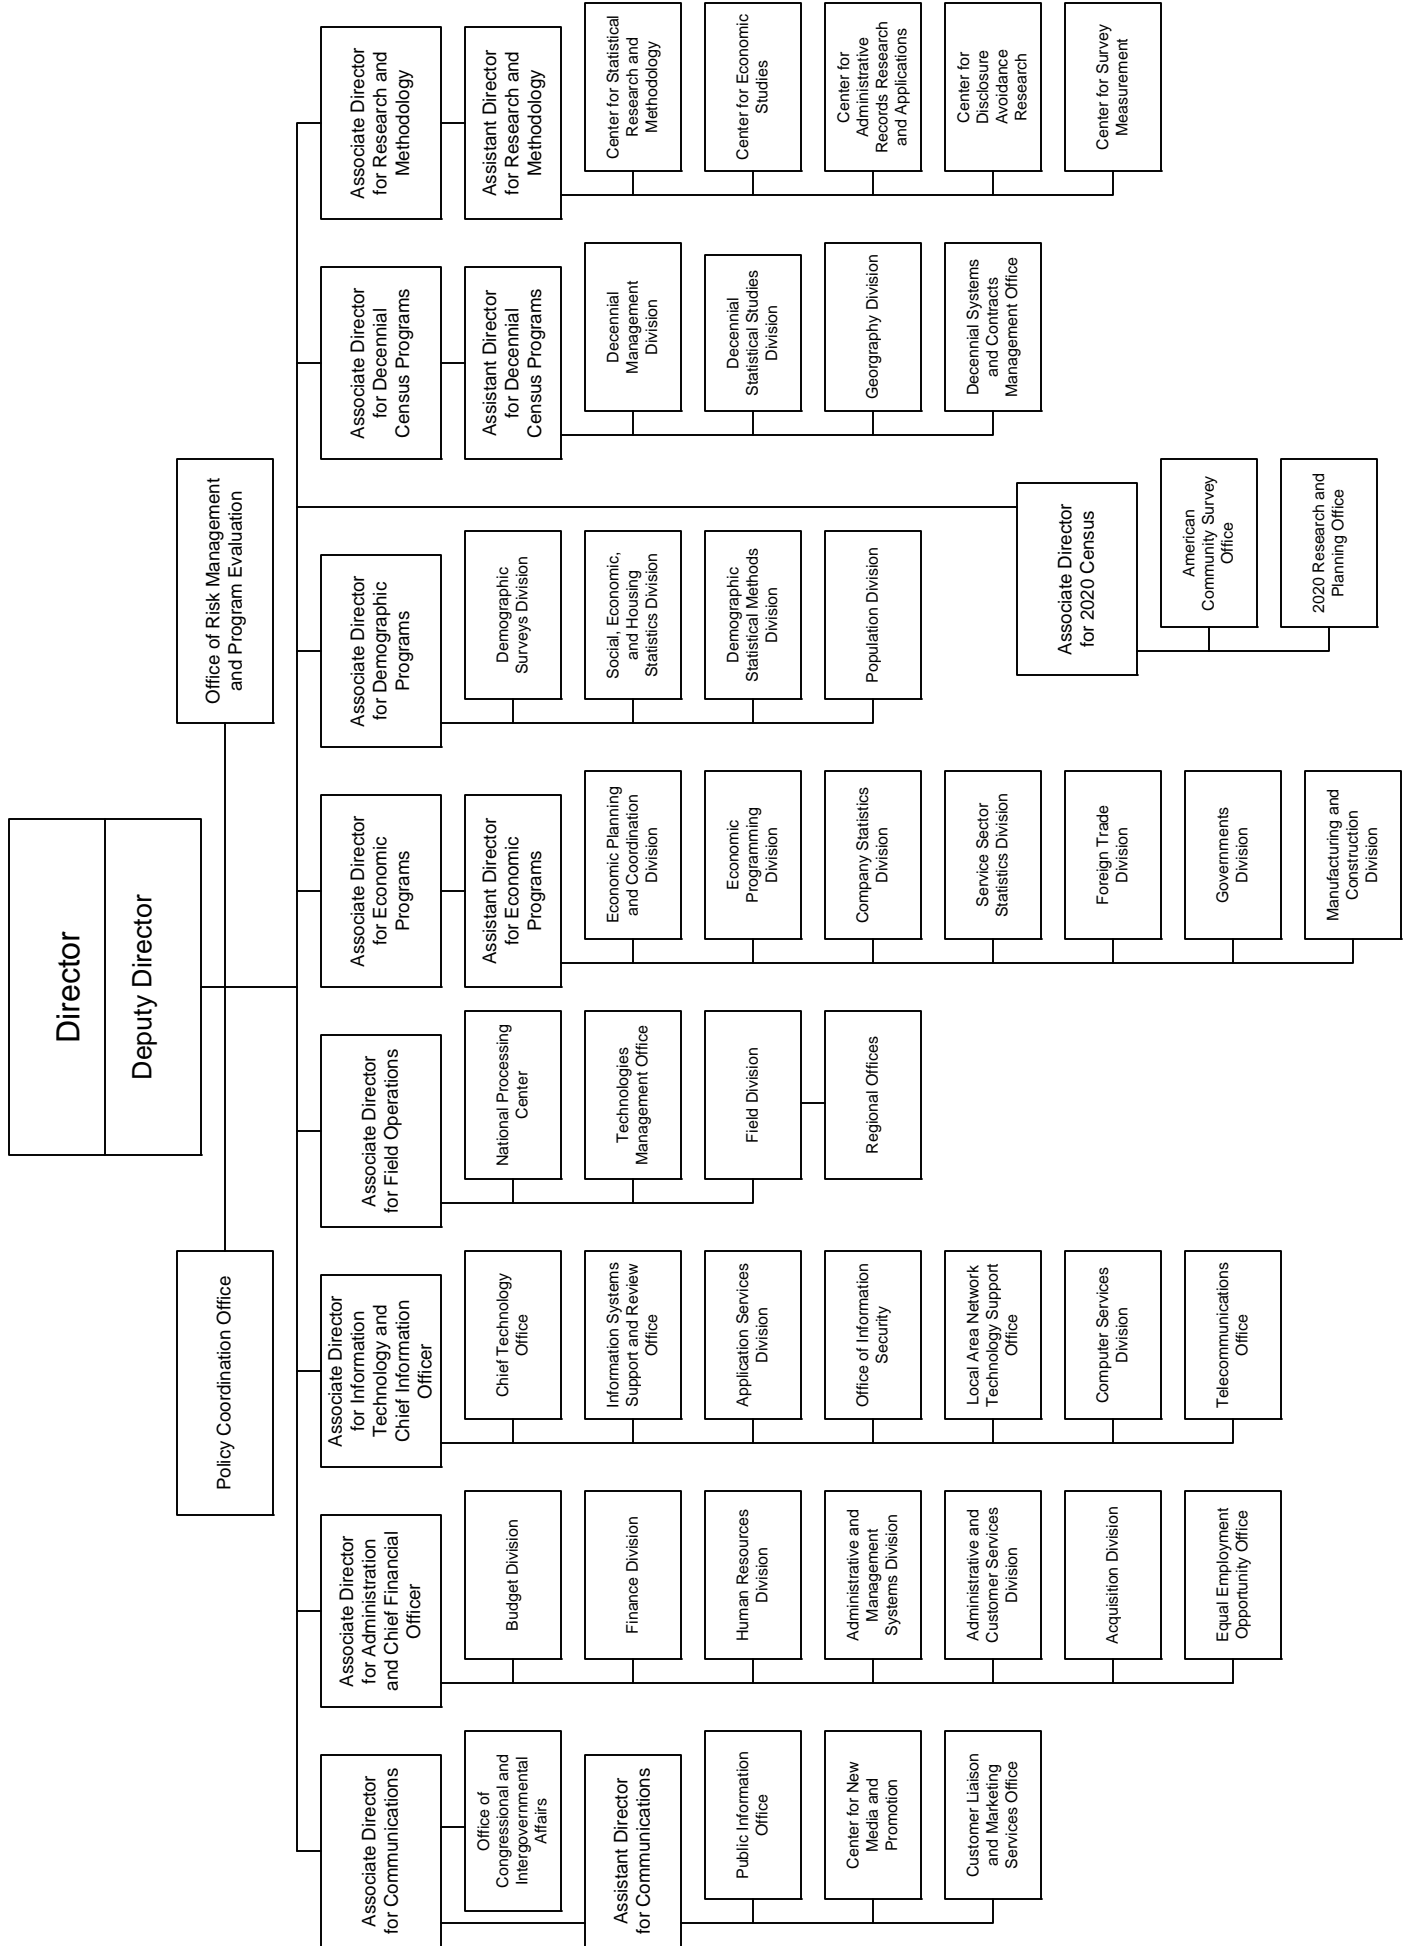 Director
Deputy Director
Policy Coordination Office
Office of Risk Management
and Program Evaluation
Associate Director
for Communications
Office of
Congressional and
Intergovernmental
Affairs
Assistant Director
for Communications
Public Information
Office
Center for New
Media and
Promotion
Customer Liaison
and Marketing
Services Office
Associate Director
for Administration
and Chief Financial
Officer
Budget Division
Finance Division
Human Resources
Division
Administrative and
Management
Systems Division
Administrative and
Customer Services
Division
Acquisition Division
Equal Employment
Opportunity Office
Associate Director
for Information
Technology and
Chief Information
Officer
Chief Technology
Office
Information Systems
Support and Review
Office
Application Services
Division
Office of Information
Security
Local Area Network
Technology Support
Office
Computer Services
Division
Telecommunications
Office
Associate Director
for Field Operations
National Processing
Center
Technologies
Management Office
Field Division
Regional Offices
Associate Director
for Economic
Programs
Assistant Director
for Economic
Programs
Economic Planning
and Coordination
Division
Economic
Programming
Division
Company Statistics
Division
Service Sector
Statistics Division
Foreign Trade
Division
Governments
Division
Manufacturing and
Construction
Division
Associate Director
for Demographic
Programs
Demographic
Surveys Division
Social, Economic,
and Housing
Statistics Division
Demographic
Statistical Methods
Division
Population Division
Associate Director
for 2020 Census
American
Community Survey
Office
2020 Research and
Planning Office
Associate Director
for Decennial
Census Programs
Assistant Director
for Decennial
Census Programs
Decennial
Management
Division
Decennial
Statistical Studies
Division
Georgraphy Division
Decennial Systems
and Contracts
Management Office
Associate Director
for Research and
Methodology
Assistant Director
for Research and
Methodology
Center for Statistical
Research and
Methodology
Center for Economic
Studies
Center for
Administrative
Records Research
and Applications
Center for
Disclosure
Avoidance
Research
Center for Survey
Measurement